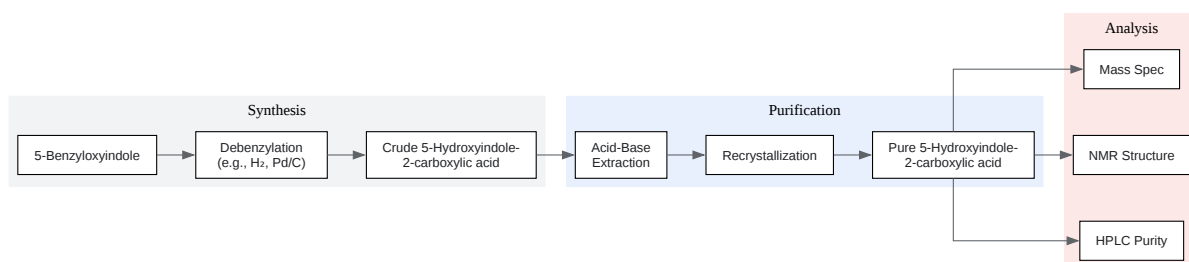 Analysis
Mass Spec
Synthesis
Purification
5-Benzyloxyindole
Debenzylation
(e.g., H₂, Pd/C)
Crude 5-Hydroxyindole-
2-carboxylic acid
Acid-Base
Extraction
Recrystallization
Pure 5-Hydroxyindole-
2-carboxylic acid
NMR Structure
HPLC Purity